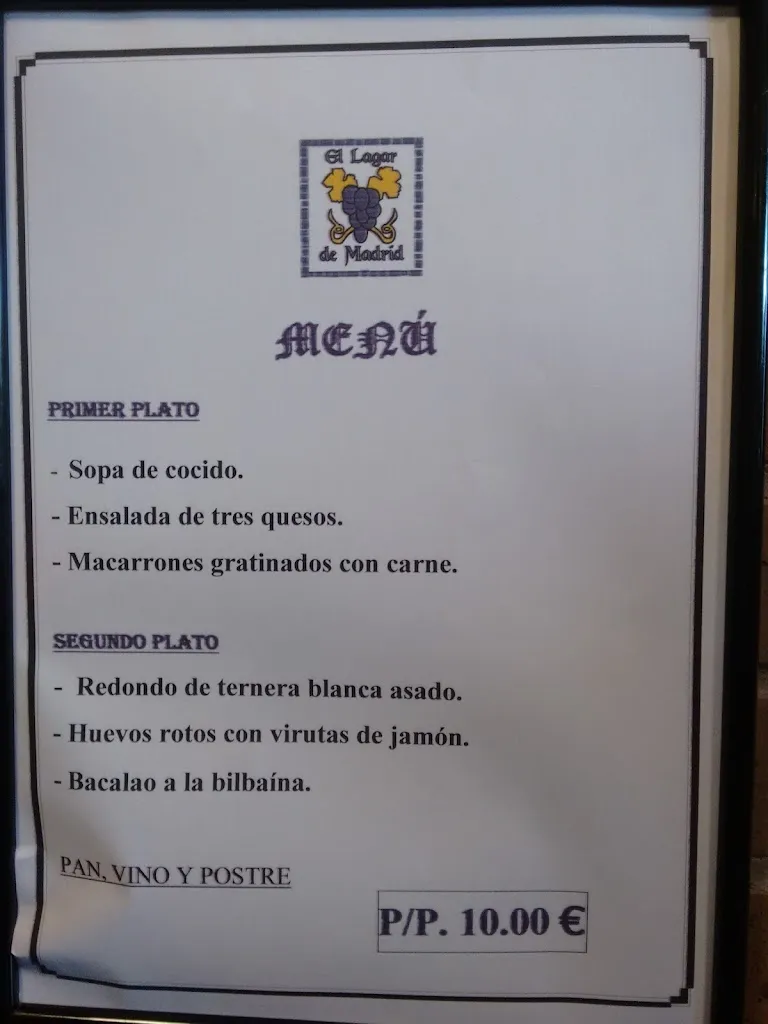 El Lagar
de Madrid
MENÚ
PRIMER PLATO
- Sopa de cocido.
- Ensalada de tres quesos.
- Macarrones gratinados con carne.
SEGUNDO PLATO
- Redondo de ternera blanca asado.
- Huevos rotos con virutas de jamón.
- Bacalao a la bilbaína.
PAN, VINO Y POSTRE
P/P. 10.00 €